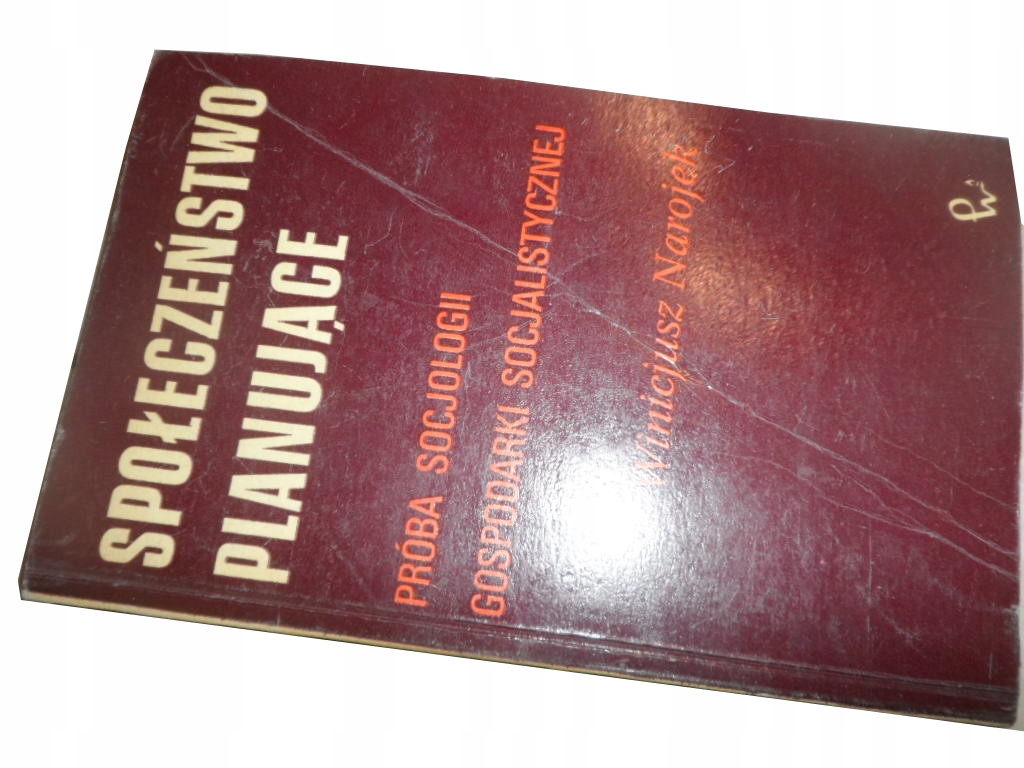 SPOŁECZEŃSTWO
PLANUJĄCE
PRÓBA SOCJOLOGII
GOSPODARKI SOCJALISTYCZNEJ
Winicjusz Narojek